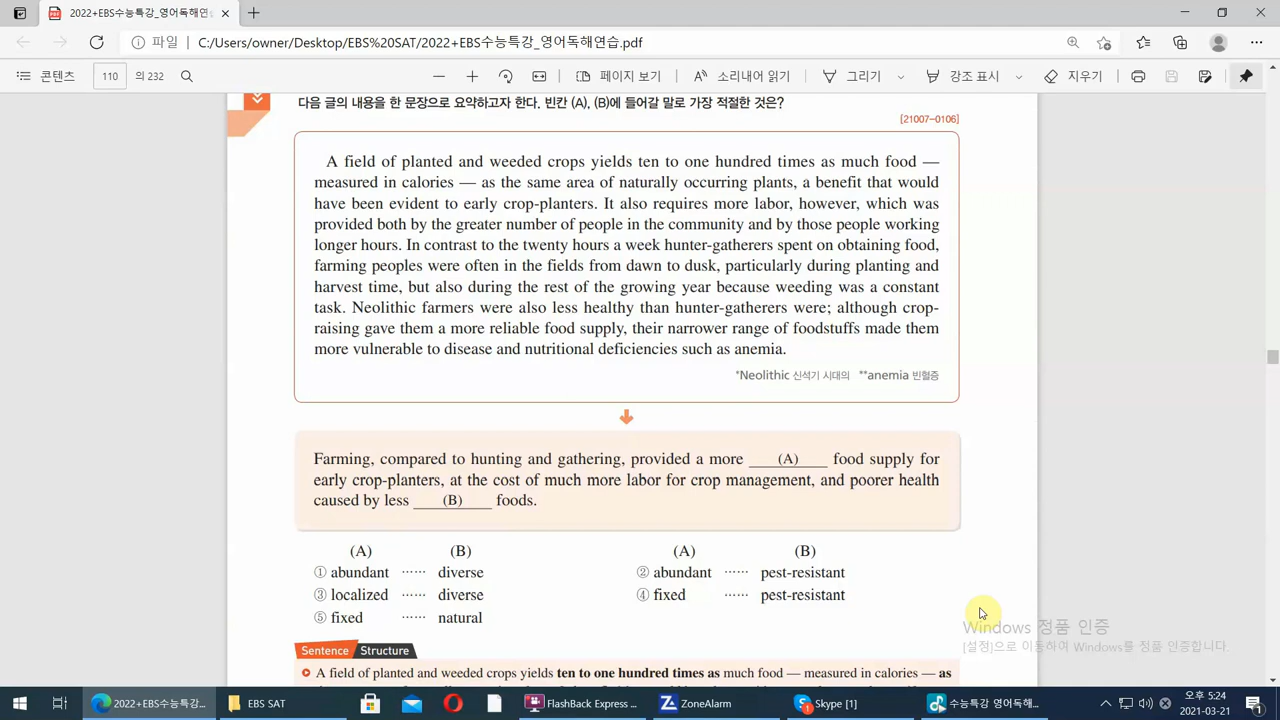 2022+EBS수능특강_영어독해연
파일
C:/Users/owner/Desktop/EBS%20SAT/2022+EBS수능특강_영어독해연습.pdf
콘텐츠
110
의 232
페이지 보기
소리내어 읽기
그리기
강조 표시
지우기
다음 글의 내용을 한 문장으로 요약하고자 한다. 빈칸 (A), (B)에 들어갈 말로 가장 적절한 것은?
[21007-0106]
A field of planted and weeded crops yields ten to one hundred times as much food —
measured in calories — as the same area of naturally occurring plants, a benefit that would
have been evident to early crop-planters. It also requires more labor, however, which was
provided both by the greater number of people in the community and by those people working
longer hours. In contrast to the twenty hours a week hunter-gatherers spent on obtaining food,
farming peoples were often in the fields from dawn to dusk, particularly during planting and
harvest time, but also during the rest of the growing year because weeding was a constant
task. Neolithic farmers were also less healthy than hunter-gatherers were; although crop-
raising gave them a more reliable food supply, their narrower range of foodstuffs made them
more vulnerable to disease and nutritional deficiencies such as anemia.
*Neolithic 신석기 시대의 **anemia 빈혈증
Farming, compared to hunting and gathering, provided a more (A) food supply for
early crop-planters, at the cost of much more labor for crop management, and poorer health
caused by less (B) foods.
(A) (B) (A) (B)
① abundant ······ diverse ② abundant ······ pest-resistant
③ localized ······ diverse ④ fixed ······ pest-resistant
⑤ fixed ······ natural
Windows 정품 인증
[설정]으로 이동하여 Windows를 정품 인증합니다.
Sentence Structure
A field of planted and weeded crops yields ten to one hundred times as much food — measured in calories — as
2022+EBS수능특강...
EBS SAT
FlashBack Express ...
ZoneAlarm
Skype [1]
수능특강 영어독해...
오후 5:24
2021-03-21